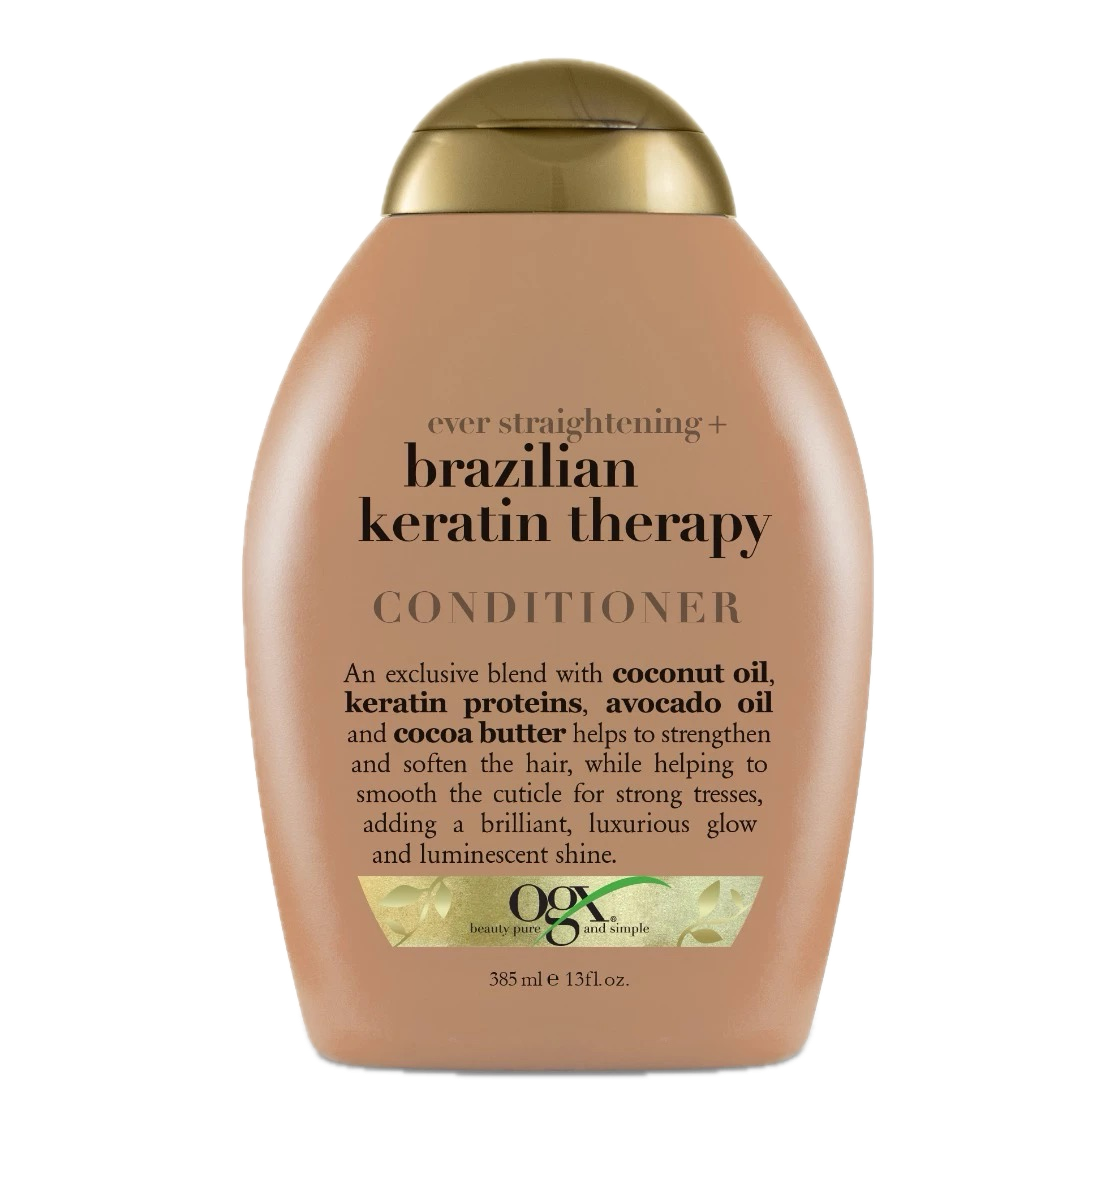 ever straightening +
brazilian
keratin therapy
CONDITIONER
An exclusive blend with coconut oil,
keratin proteins, avocado oil
and cocoa butter helps to strengthen
and soften the hair, while helping to
smooth the cuticle for strong tresses,
adding a brilliant, luxurious glow
and luminescent shine.
ogx®
beauty pure and simple
385 ml ℮ 13fl.oz.